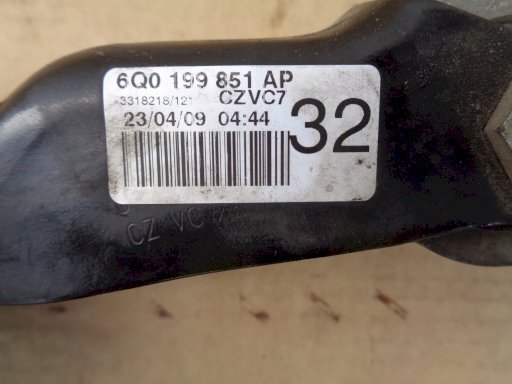 6Q0 199 851 AP
3318218/121 CZVC7
23/04/09 04:44
32
CZ VC